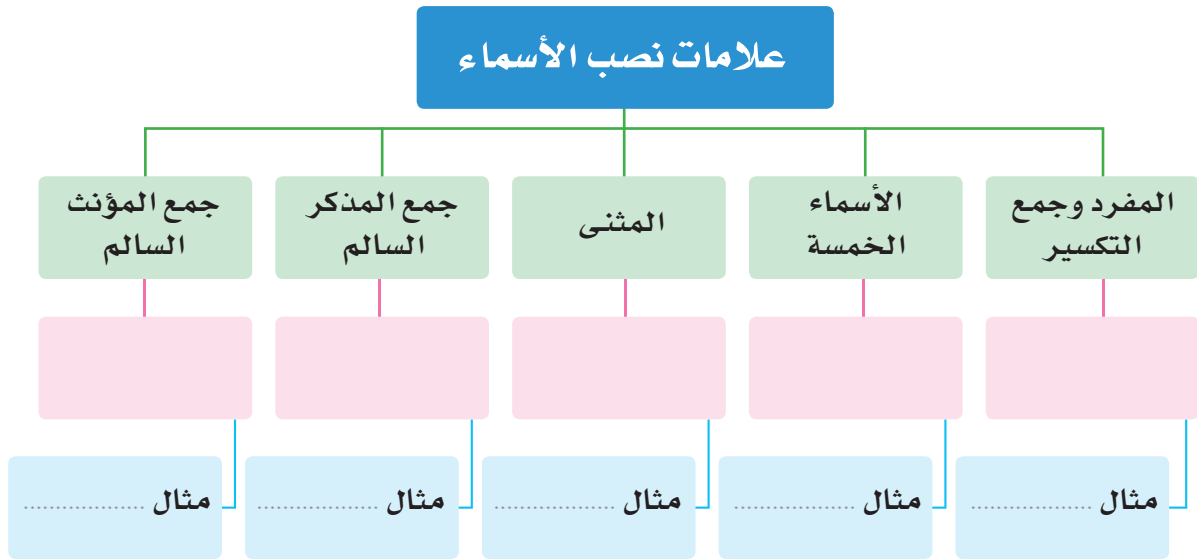 علامات نصب الأسماء
المفرد وجمع
التكسير
الأسماء
الخمسة
المثنى
جمع المذكر
السالم
جمع المؤنث
السالم
مثال ..................
مثال ..................
مثال ..................
مثال ..................
مثال ..................